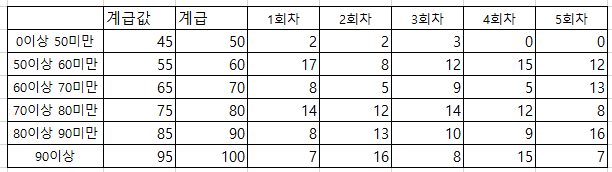 계급값 계급 1회차 2회차 3회차 4회차 5회차
0이상 50미만 45 50 2 2 3 0 0
50이상 60미만 55 60 17 8 12 15 12
60이상 70미만 65 70 8 5 9 5 13
70이상 80미만 75 80 14 12 14 12 8
80이상 90미만 85 90 8 13 10 9 16
90이상 95 100 7 16 8 15 7